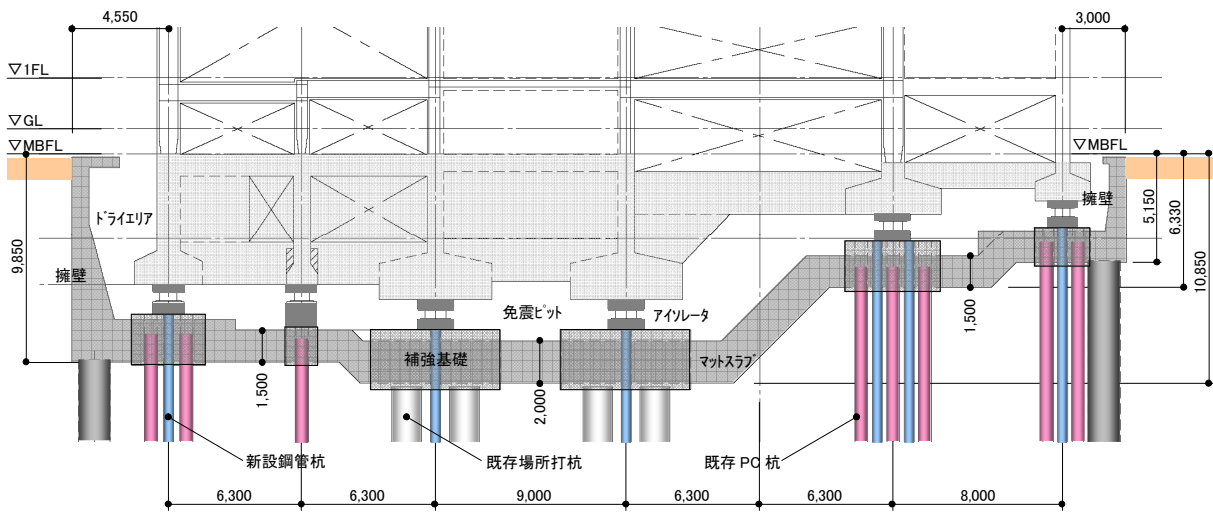 4,550
3,000
▽1FL
▽GL
▽MBFL
▽MBFL
ﾄﾞﾗｲｴﾘｱ
擁壁
5,150
6,330
10,850
9,850
擁壁
免震ﾋﾟｯﾄ
ｱｲｿﾚｰﾀ
1,500
補強基礎
ﾏｯﾄｽﾗﾌﾞ
1,500
2,000
新設鋼管杭
既存場所打杭
既存 PC 杭
6,300
6,300
9,000
6,300
6,300
8,000